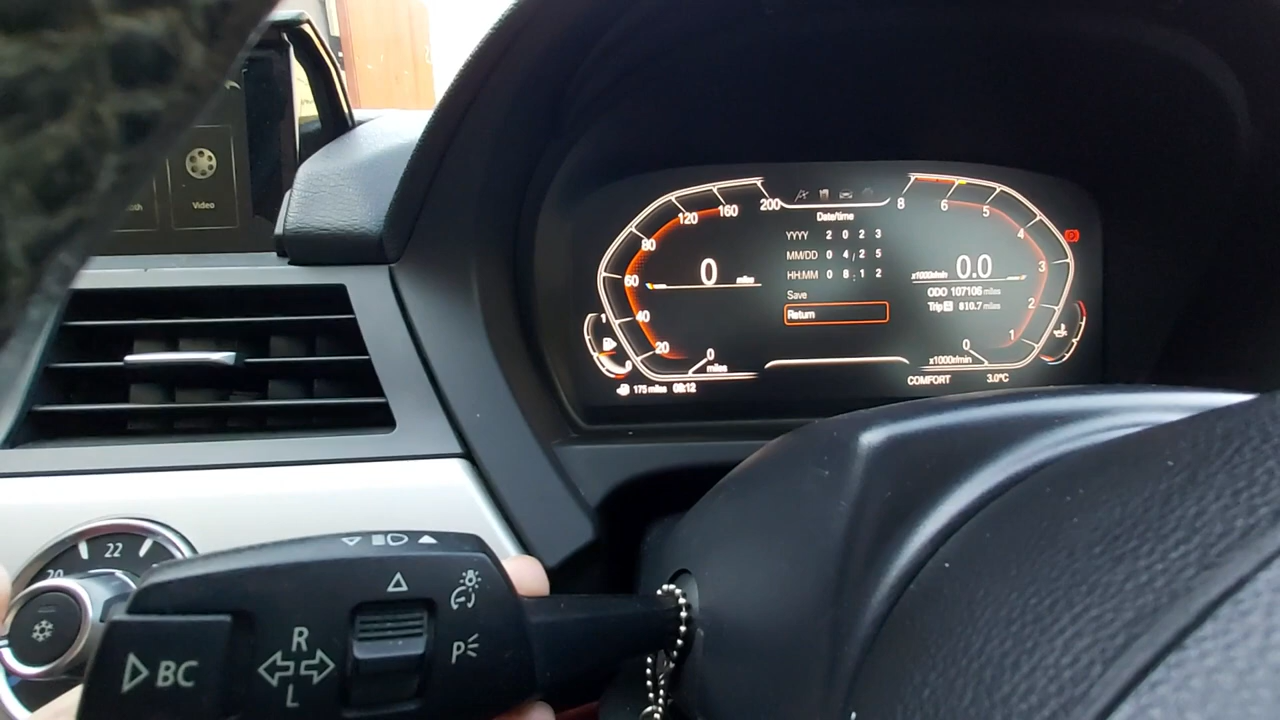 Video
120
160
200
80
60
40
20
0
miles
0 miles
1
0
175 miles 08:12
Date/time
YYYY 2 0 2 3
MM/DD 0 4 / 2 5
HH:MM 0 8 : 1 2
Save
Return
8
6
5
4
3
2
1
0
x1000r/min 0.0
ODO 107106 miles
Trip 810.7 miles
x1000r/min
COMFORT 3.0°C
22
20
BC
R
L
P